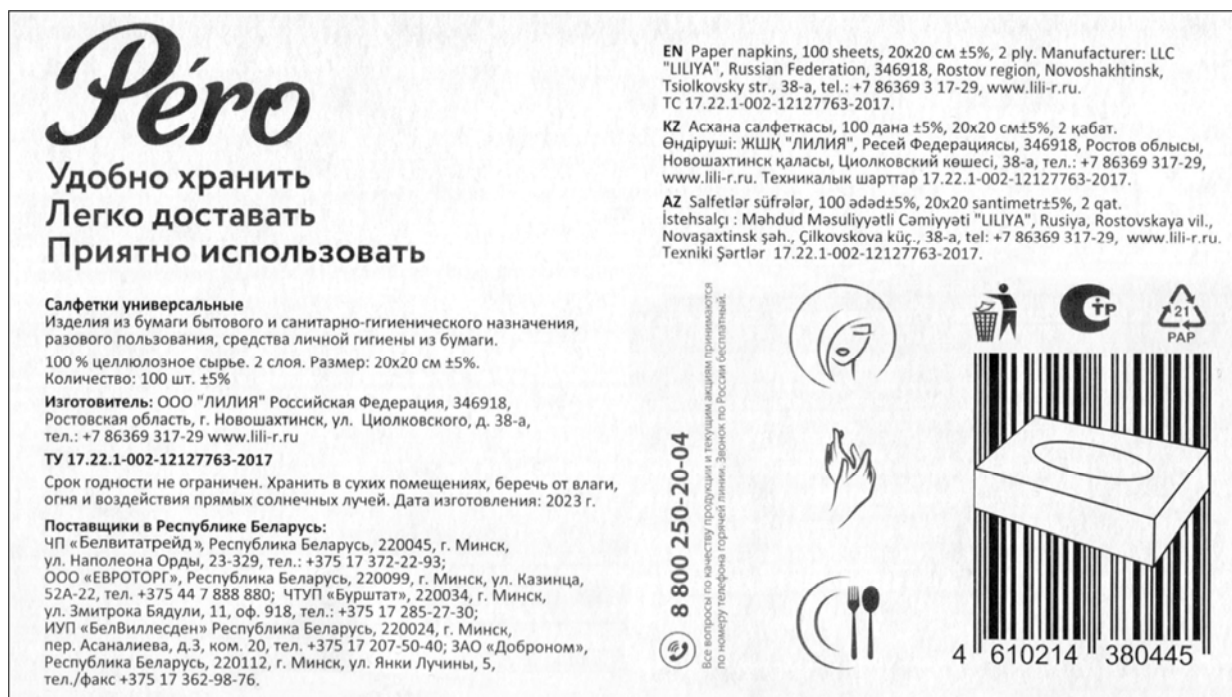 Péro
Удобно хранить
Легко доставать
Приятно использовать
Салфетки универсальные
Изделия из бумаги бытового и санитарно-гигиенического назначения,
разового пользования, средства личной гигиены из бумаги.
100 % целлюлозное сырье. 2 слоя. Размер: 20x20 см ±5%.
Количество: 100 шт. ±5%
Изготовитель: ООО "ЛИЛИЯ" Российская Федерация, 346918,
Ростовская область, г. Новошахтинск, ул. Циолковского, д. 38-а,
тел.: +7 86369 317-29 www.lili-r.ru
ТУ 17.22.1-002-12127763-2017
Срок годности не ограничен. Хранить в сухих помещениях, беречь от влаги,
огня и воздействия прямых солнечных лучей. Дата изготовления: 2023 г.
Поставщики в Республике Беларусь:
ЧП «Белвитатрейд», Республика Беларусь, 220045, г. Минск,
ул. Наполеона Орды, 23-329, тел.: +375 17 372-22-93;
ООО «ЕВРОТОРГ», Республика Беларусь, 220099, г. Минск, ул. Казинца,
52А-22, тел. +375 44 7 888 880; ЧТУП «Бурштат», 220034, г. Минск,
ул. Змитрока Бядули, 11, оф. 918, тел.: +375 17 285-27-30;
ИУП «БелВиллесден» Республика Беларусь, 220024, г. Минск,
пер. Асаналиева, д.3, ком. 20, тел. +375 17 207-50-40; ЗАО «Доброном»,
Республика Беларусь, 220112, г. Минск, ул. Янки Лучины, 5,
тел./факс +375 17 362-98-76.
EN Paper napkins, 100 sheets, 20x20 см ±5%, 2 ply. Manufacturer: LLC
"LILIYA", Russian Federation, 346918, Rostov region, Novoshakhtinsk,
Tsiolkovsky str., 38-a, tel.: +7 86369 3 17-29, www.lili-r.ru.
TC 17.22.1-002-12127763-2017.
KZ Асхана салфеткасы, 100 дана ±5%, 20x20 см±5%, 2 қабат.
Өндіруші: ЖШҚ "ЛИЛИЯ", Ресей Федерациясы, 346918, Ростов облысы,
Новошахтинск қаласы, Циолковский көшесі, 38-а, тел.: +7 86369 317-29,
www.lili-r.ru. Техникалық шарттар 17.22.1-002-12127763-2017.
AZ Salfetlər süfrələr, 100 ədəd±5%, 20x20 santimetr±5%, 2 qat.
İstehsalçı : Məhdud Məsuliyyətli Cəmiyyəti "LILIYA", Rusiya, Rostovskaya vil.,
Novaşaxtinsk şəh., Çilkovskova küç., 38-a, tel: +7 86369 317-29, www.lili-r.ru.
Texniki Şərtlər 17.22.1-002-12127763-2017.
8 800 250-20-04
Все вопросы по качеству продукции и текущим акциям принимаются
по номеру телефона горячей линии. Звонок по России бесплатный.
СТР
21
PAP
4 610214 380445